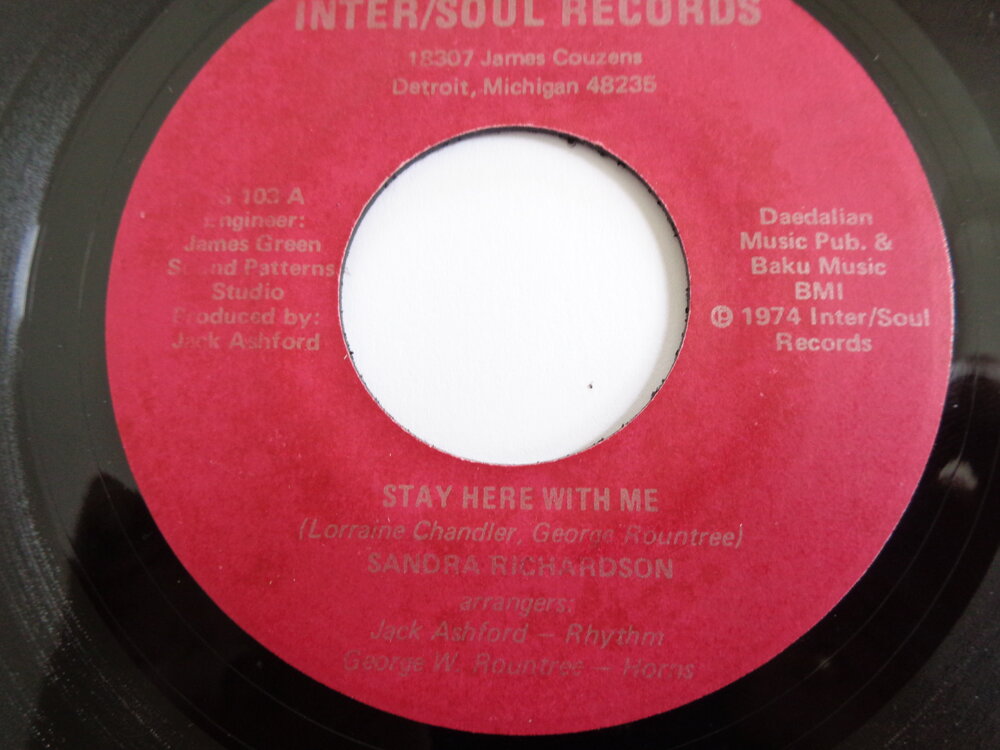 INTER/SOUL RECORDS
18307 James Couzens
Detroit, Michigan 48235
S 103 A
Engineer:
James Green
Sound Patterns
Studio
Produced by:
Jack Ashford
Daedalian
Music Pub. &
Baku Music
BMI
℗ 1974 Inter/Soul
Records
STAY HERE WITH ME
(Lorraine Chandler, George Rountree)
SANDRA RICHARDSON
arrangers:
Jack Ashford – Rhythm
George W. Rountree – Horns